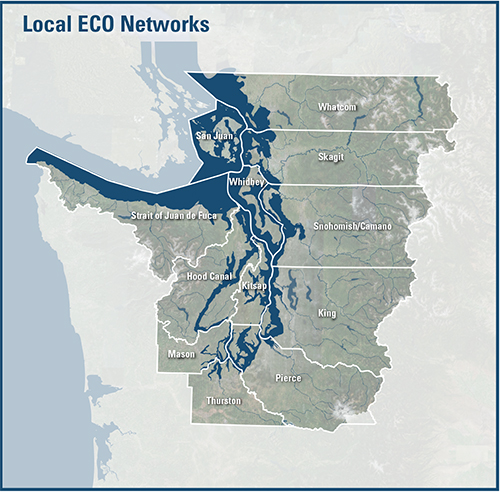 Local ECO Networks
Whatcom
San Juan
Skagit
Whidbey
Strait of Juan de Fuca
Snohomish/Camano
Hood Canal
Kitsap
King
Mason
Pierce
Thurston